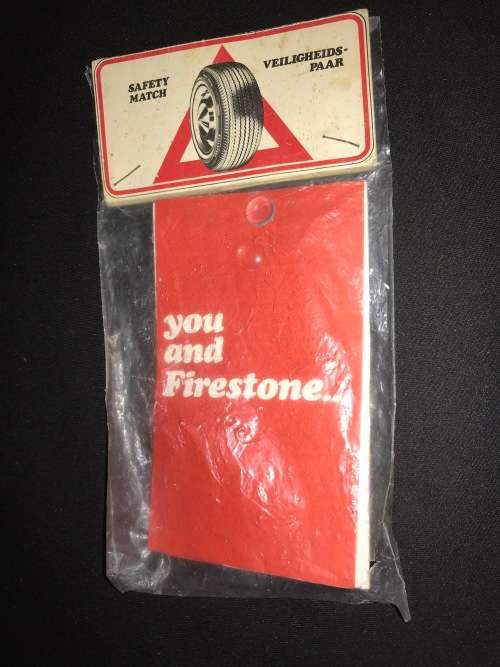 SAFETY
MATCH
VEILIGHEIDS-
PAAR
you
and
Firestone...